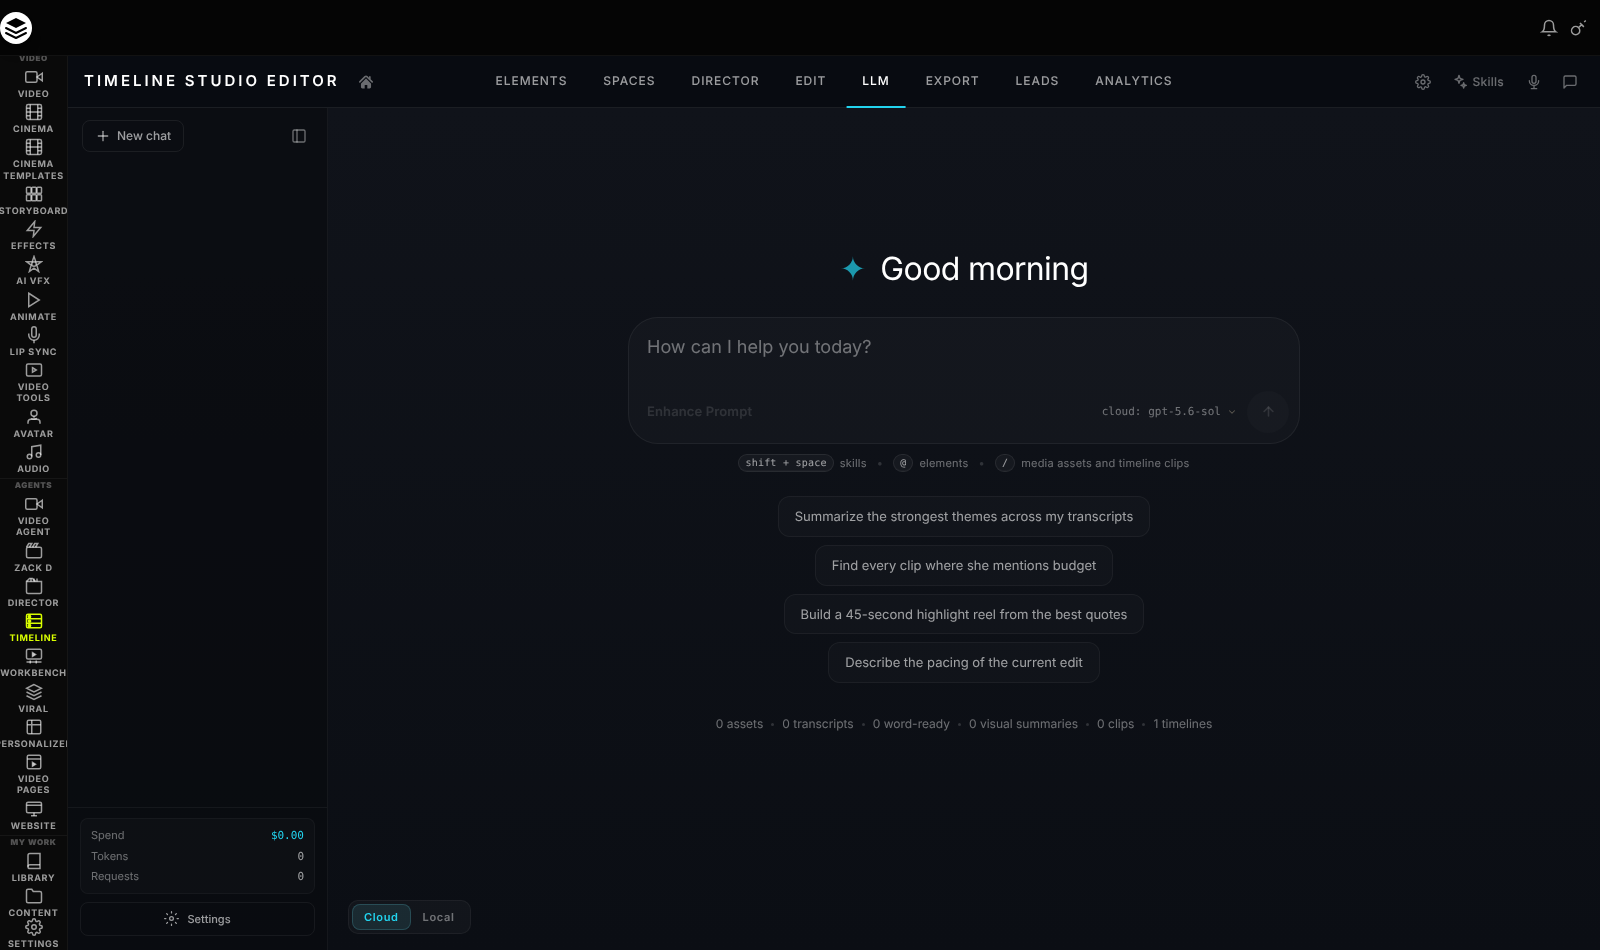 VIDEO
VIDEO
CINEMA
CINEMA
TEMPLATES
STORYBOARD
EFFECTS
AI VFX
ANIMATE
LIP SYNC
VIDEO
TOOLS
AVATAR
AUDIO
AGENTS
VIDEO
AGENT
ZACK D
DIRECTOR
TIMELINE
WORKBENCH
VIRAL
PERSONALIZE
VIDEO
PAGES
WEBSITE
MY WORK
LIBRARY
CONTENT
SETTINGS
TIMELINE STUDIO EDITOR
ELEMENTS SPACES DIRECTOR EDIT LLM EXPORT LEADS ANALYTICS
Skills
New chat
Good morning
How can I help you today?
Enhance Prompt
cloud: gpt-5.6-sol
shift + space skills • @ elements • / media assets and timeline clips
Summarize the strongest themes across my transcripts
Find every clip where she mentions budget
Build a 45-second highlight reel from the best quotes
Describe the pacing of the current edit
0 assets • 0 transcripts • 0 word-ready • 0 visual summaries • 0 clips • 1 timelines
Spend $0.00
Tokens 0
Requests 0
Settings
Cloud Local